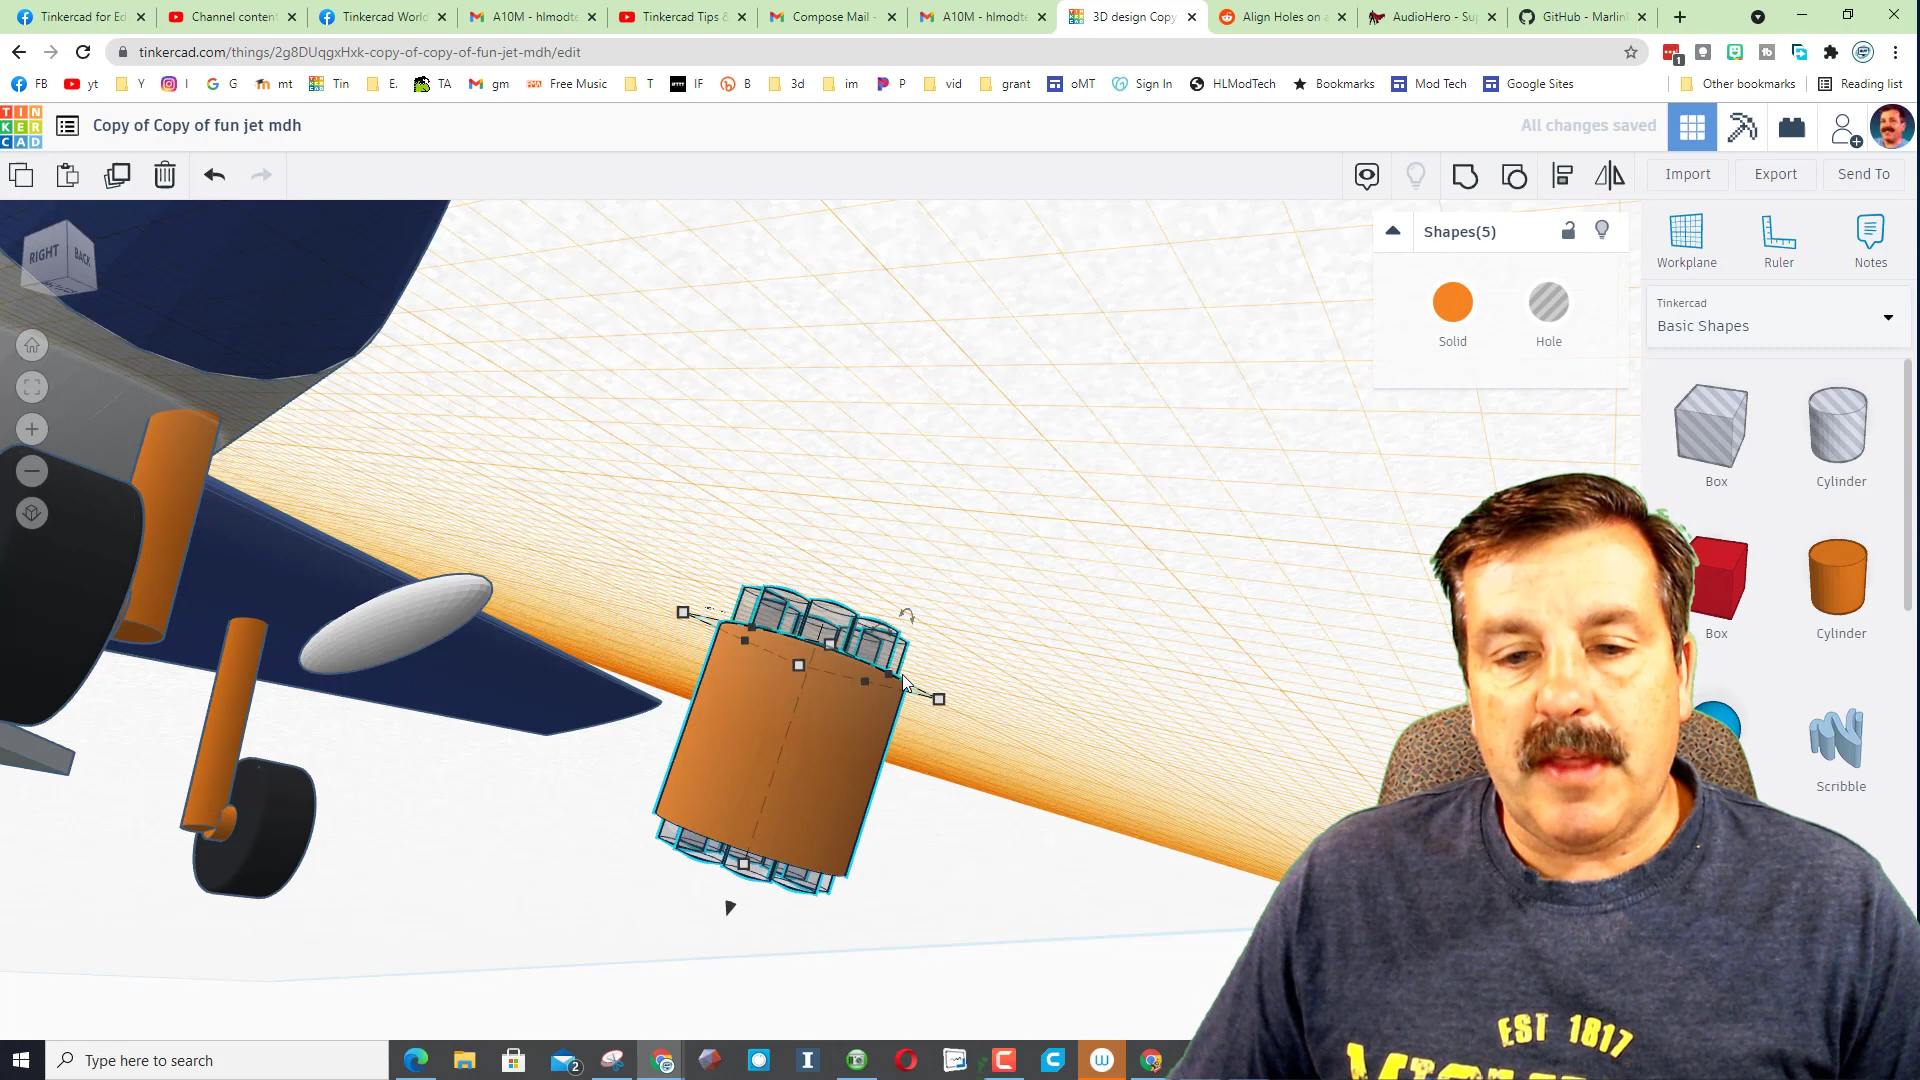 Tinkercad for Ed
Channel content
Tinkercad World
A10M - hlmodte
Tinkercad Tips &
Compose Mail -
A10M - hlmodte
3D design Copy
Align Holes on a
AudioHero - Sup
GitHub - Marlin
tinkercad.com/things/2g8DUqgxHxk-copy-of-copy-of-fun-jet-mdh/edit
1
FB
yt
Y
I
G
mt
Tin
E.
TA
gm
Free Music
T
IF
B
3d
im
P
vid
grant
oMT
Sign In
HLModTech
Bookmarks
Mod Tech
Google Sites
Other bookmarks
Reading list
TIN
KER
CAD
Copy of Copy of fun jet mdh
All changes saved
Import
Export
Send To
RIGHT
BACK
Shapes(5)
Solid
Hole
Workplane
Ruler
Notes
Tinkercad
Basic Shapes
Box
Cylinder
Box
Cylinder
Scribble
EST 1817
Type here to search
2